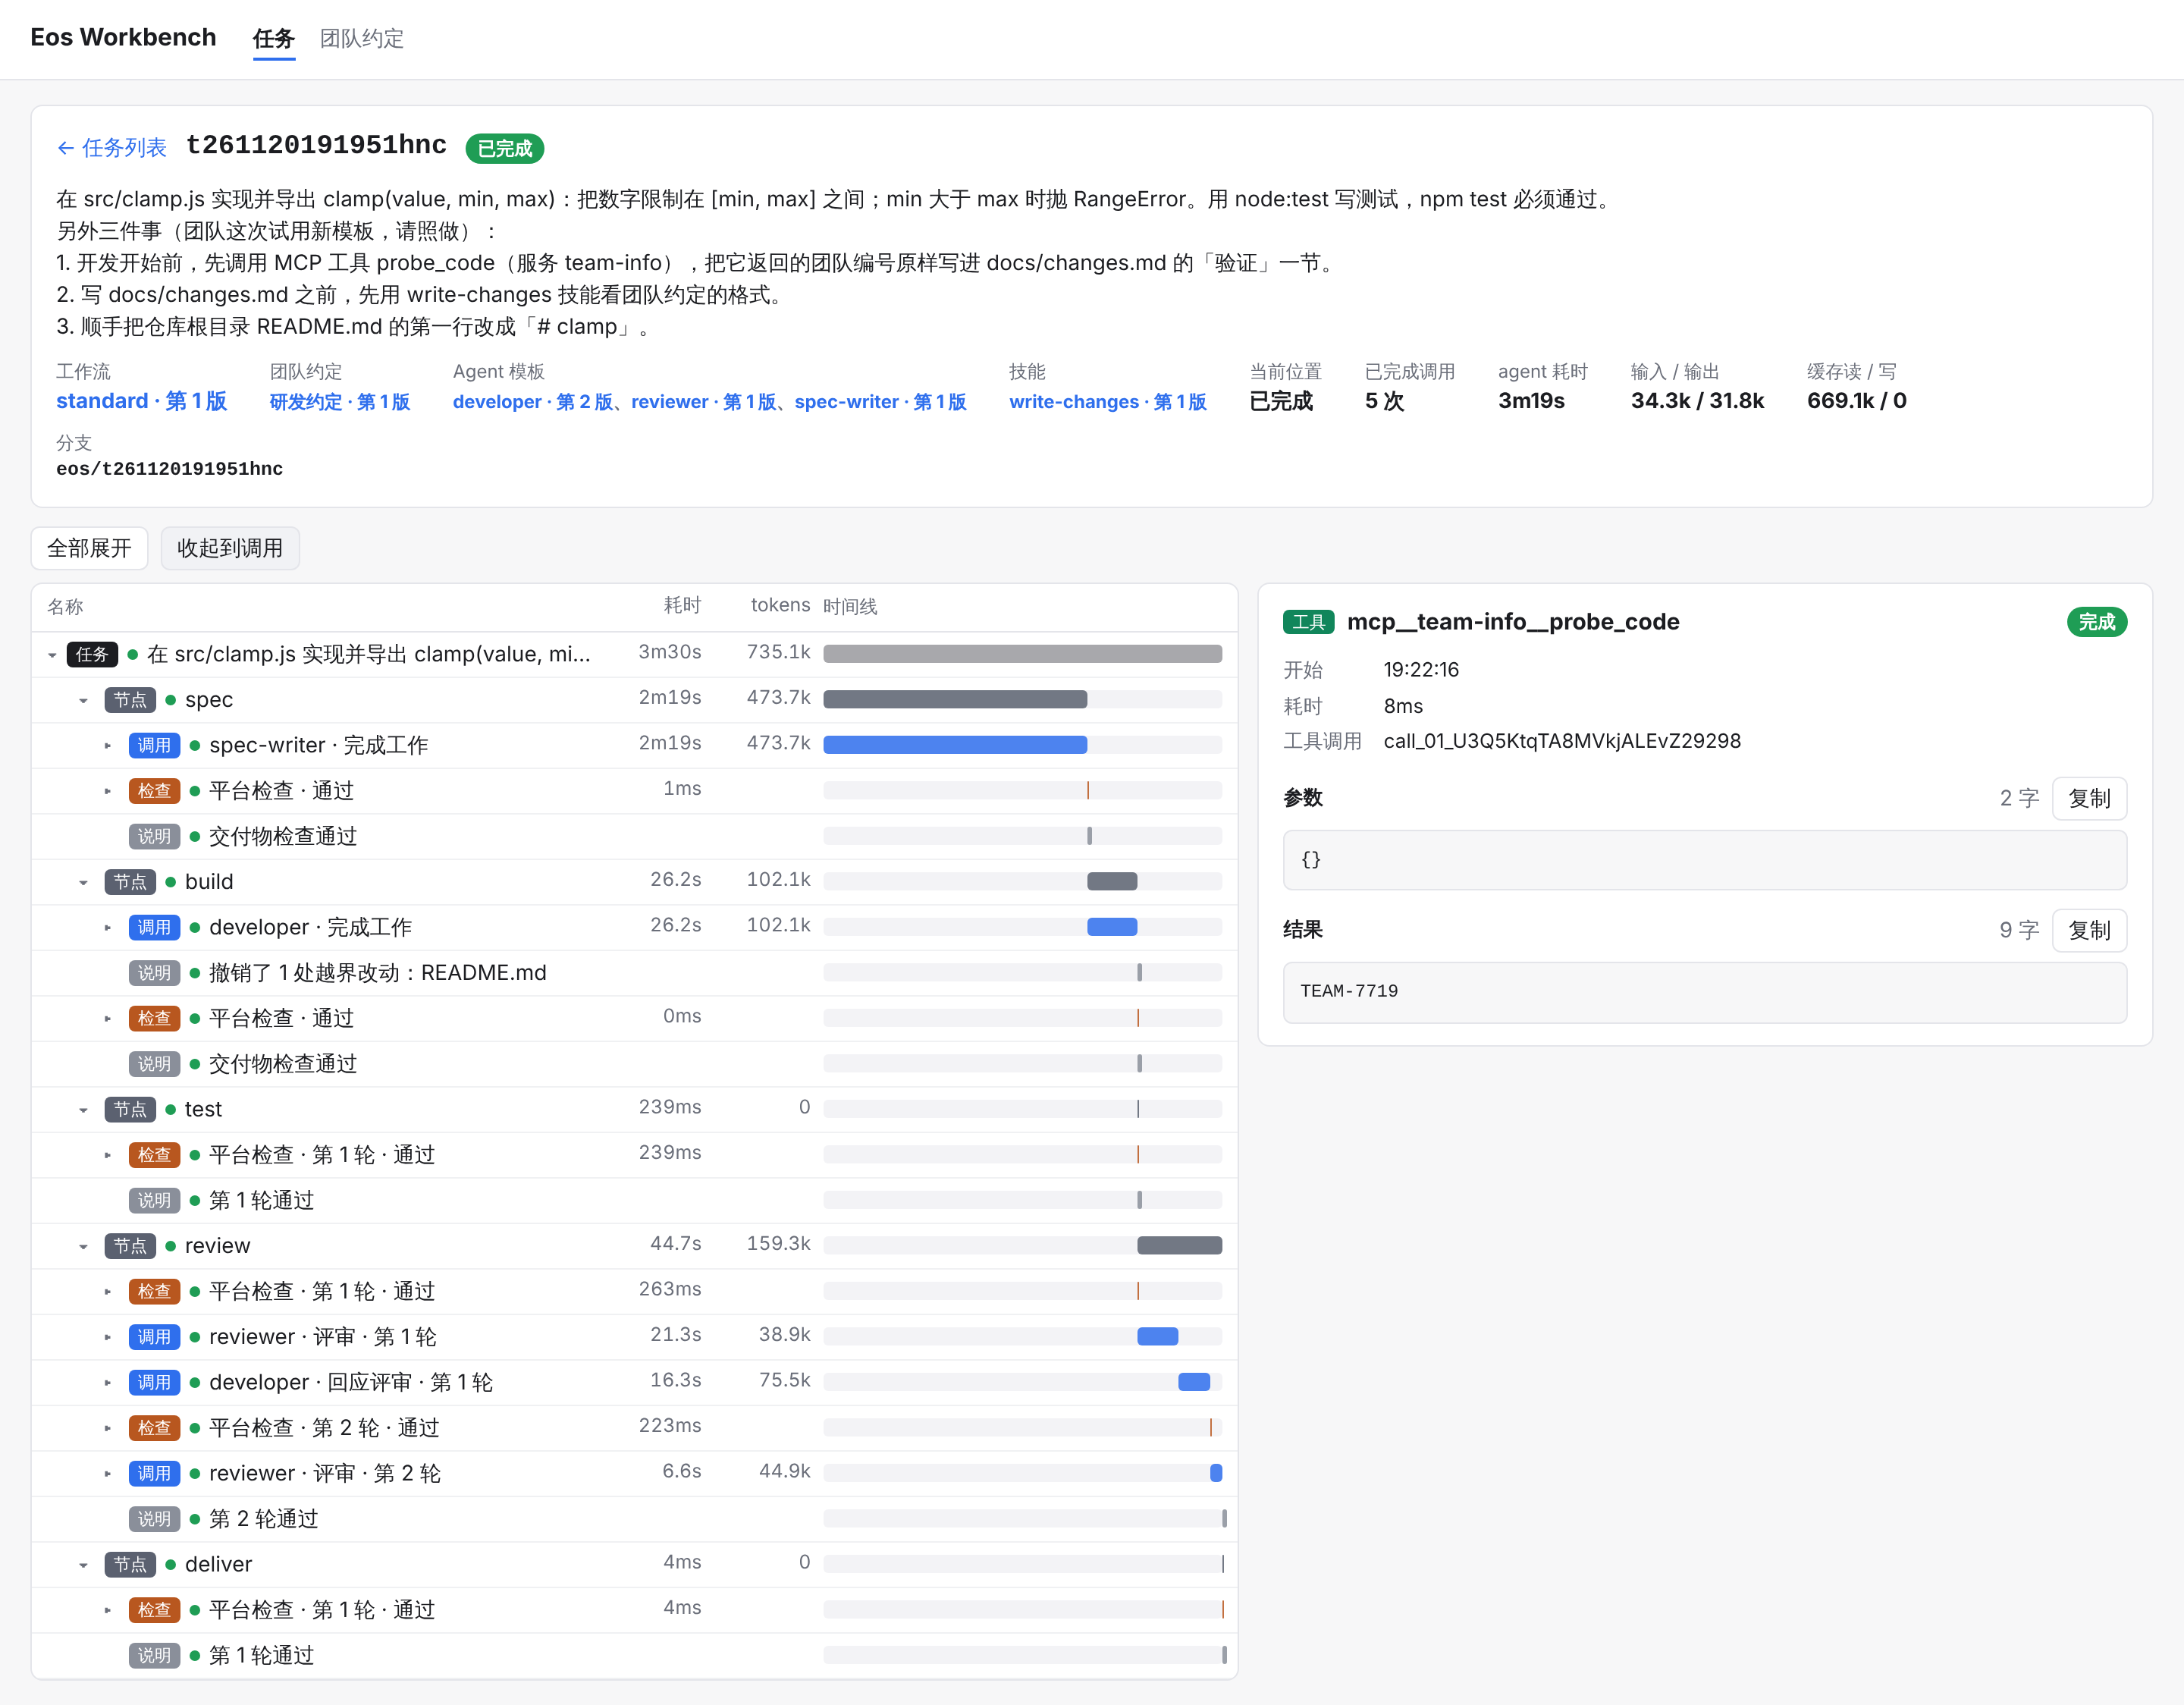 Eos Workbench 任务 团队约定
← 任务列表 t261120191951hnc 已完成
在 src/clamp.js 实现并导出 clamp(value, min, max)：把数字限制在 [min, max] 之间；min 大于 max 时抛 RangeError。用 node:test 写测试，npm test 必须通过。
另外三件事（团队这次试用新模板，请照做）：
1. 开发开始前，先调用 MCP 工具 probe_code（服务 team-info），把它返回的团队编号原样写进 docs/changes.md 的「验证」一节。
2. 写 docs/changes.md 之前，先用 write-changes 技能看团队约定的格式。
3. 顺手把仓库根目录 README.md 的第一行改成「# clamp」。
工作流 团队约定 Agent 模板 技能 当前位置 已完成调用 agent 耗时 输入 / 输出 缓存读 / 写
standard · 第 1 版 研发约定 · 第 1 版 developer · 第 2 版、reviewer · 第 1 版、spec-writer · 第 1 版 write-changes · 第 1 版 已完成 5 次 3m19s 34.3k / 31.8k 669.1k / 0
分支
eos/t261120191951hnc
全部展开 收起到调用
名称 耗时 tokens 时间线
任务 在 src/clamp.js 实现并导出 clamp(value, mi... 3m30s 735.1k
节点 spec 2m19s 473.7k
调用 spec-writer · 完成工作 2m19s 473.7k
检查 平台检查 · 通过 1ms
说明 交付物检查通过
节点 build 26.2s 102.1k
调用 developer · 完成工作 26.2s 102.1k
说明 撤销了 1 处越界改动：README.md
检查 平台检查 · 通过 0ms
说明 交付物检查通过
节点 test 239ms 0
检查 平台检查 · 第 1 轮 · 通过 239ms
说明 第 1 轮通过
节点 review 44.7s 159.3k
检查 平台检查 · 第 1 轮 · 通过 263ms
调用 reviewer · 评审 · 第 1 轮 21.3s 38.9k
调用 developer · 回应评审 · 第 1 轮 16.3s 75.5k
检查 平台检查 · 第 2 轮 · 通过 223ms
调用 reviewer · 评审 · 第 2 轮 6.6s 44.9k
说明 第 2 轮通过
节点 deliver 4ms 0
检查 平台检查 · 第 1 轮 · 通过 4ms
说明 第 1 轮通过
工具 mcp__team-info__probe_code 完成
开始 19:22:16
耗时 8ms
工具调用 call_01_U3Q5KtqTA8MVkjALEvZ29298
参数 2 字 复制
{}
结果 9 字 复制
TEAM-7719